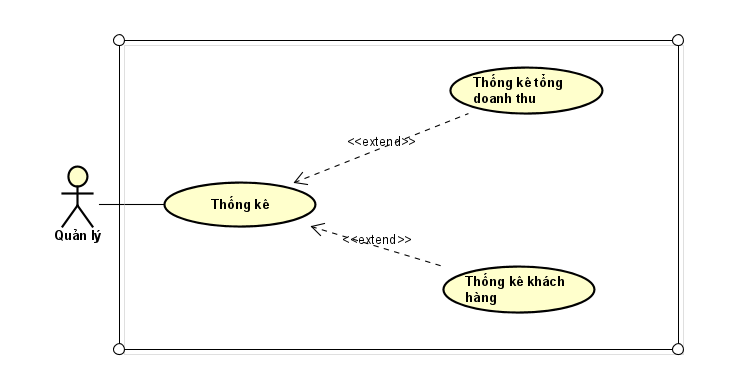 Thống kê tổng
doanh thu
<<extend>>
Thống kê
Quản lý
<<extend>>
Thống kê khách
hàng